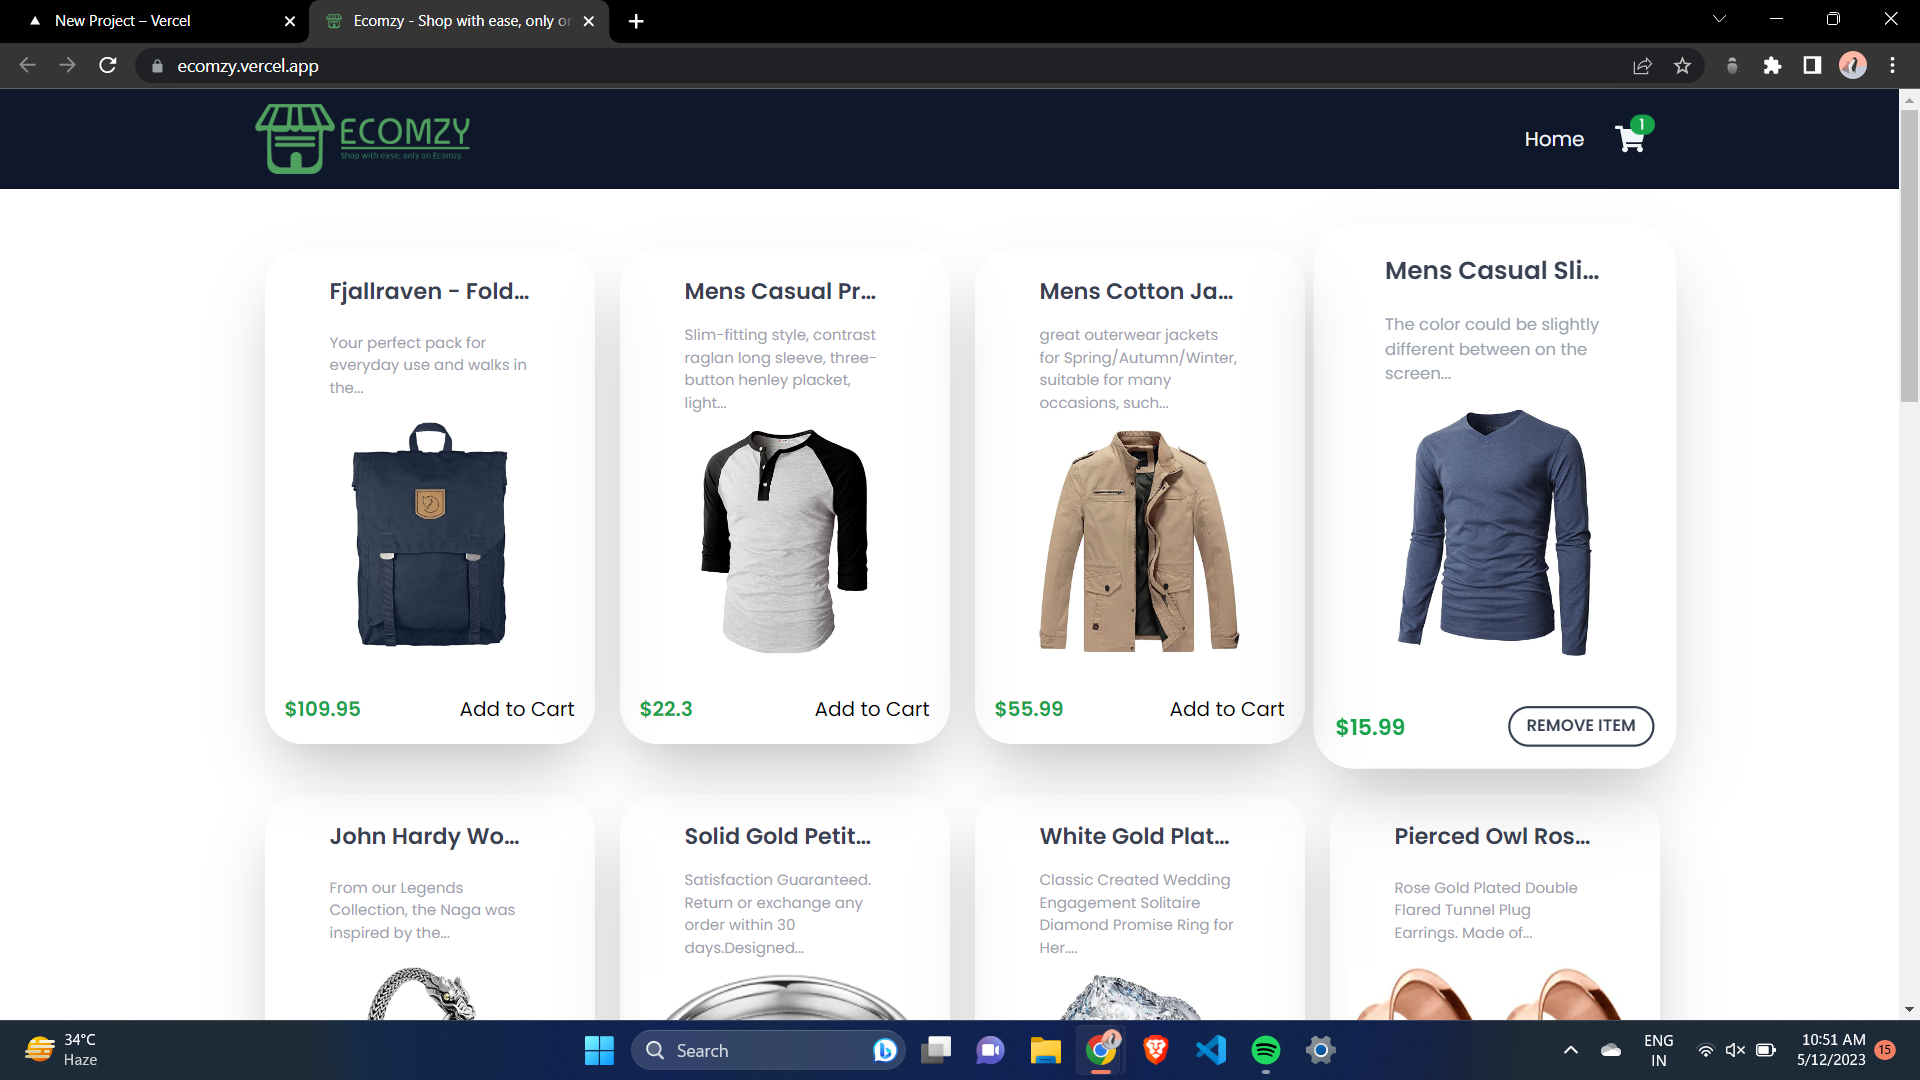 New Project – Vercel
Ecomzy - Shop with ease, only or
ecomzy.vercel.app
ECOMZY
Shop with ease, only on Ecomzy.
Home
1
Fjallraven - Fold...
Your perfect pack for
everyday use and walks in
the...
$109.95
Add to Cart
Mens Casual Pr...
Slim-fitting style, contrast
raglan long sleeve, three-
button henley placket,
light...
$22.3
Add to Cart
Mens Cotton Ja...
great outerwear jackets
for Spring/Autumn/Winter,
suitable for many
occasions, such...
$55.99
Add to Cart
Mens Casual Sli...
The color could be slightly
different between on the
screen...
$15.99
REMOVE ITEM
John Hardy Wo...
From our Legends
Collection, the Naga was
inspired by the...
Solid Gold Petit...
Satisfaction Guaranteed.
Return or exchange any
order within 30
days.Designed...
White Gold Plat...
Classic Created Wedding
Engagement Solitaire
Diamond Promise Ring for
Her....
Pierced Owl Ros...
Rose Gold Plated Double
Flared Tunnel Plug
Earrings. Made of...
34°C
Haze
Search
ENG
IN
10:51 AM
5/12/2023
15